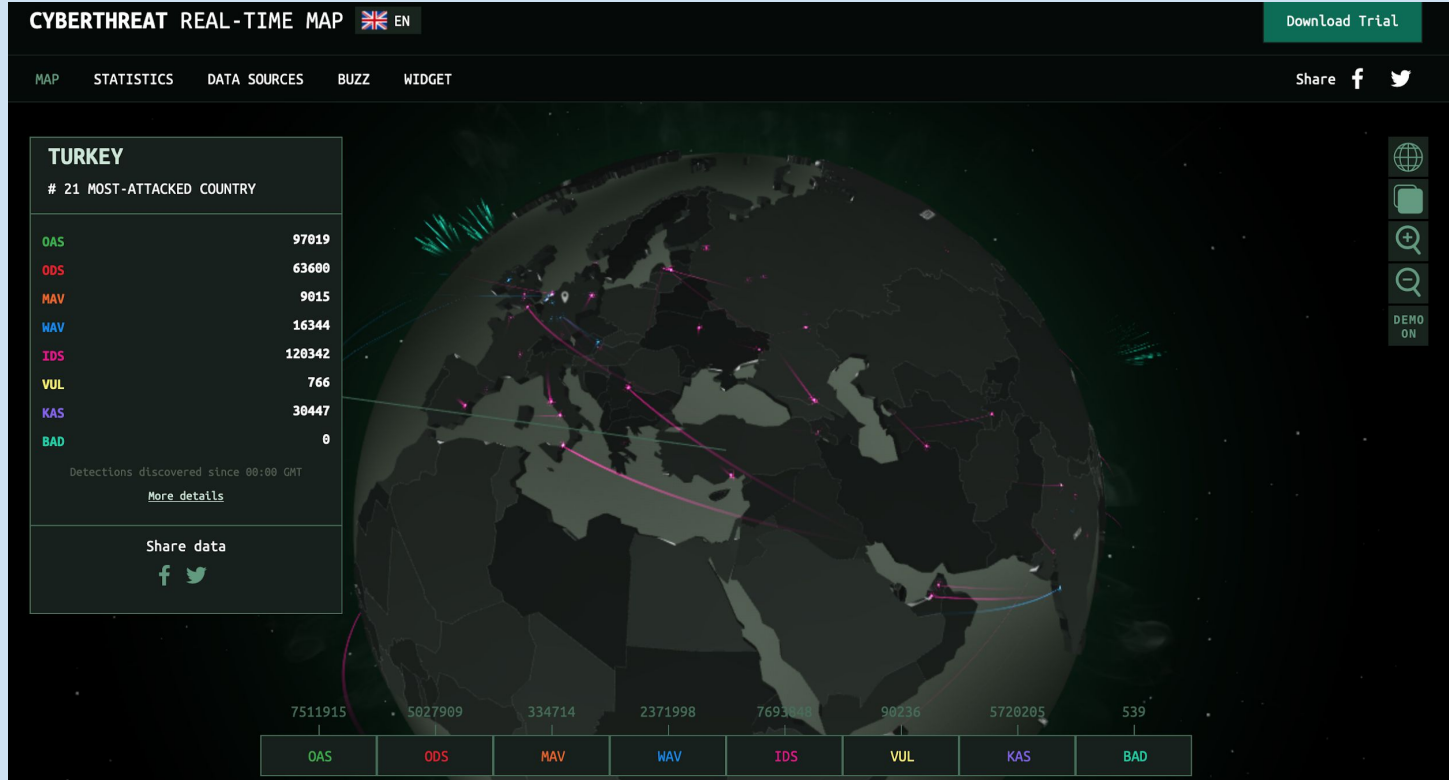 CYBERTHREAT REAL-TIME MAP EN
Download Trial
MAP STATISTICS DATA SOURCES BUZZ WIDGET
Share
TURKEY
# 21 MOST-ATTACKED COUNTRY
OAS 97019
ODS 63600
MAV 9015
WAV 16344
IDS 120342
VUL 766
KAS 30447
BAD 0
Detections discovered since 00:00 GMT
More details
Share data
DEMO
ON
7511915 5027909 334714 2371998 7693848 90236 5720205 539
OAS ODS MAV WAV IDS VUL KAS BAD